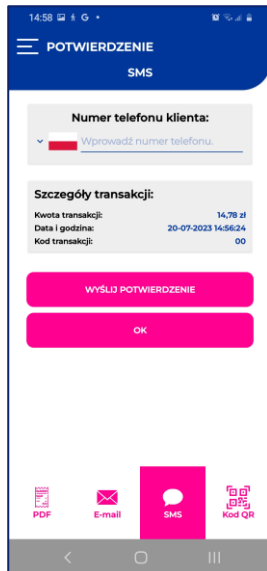 14:58 G
POTWIERDZENIE
SMS
Numer telefonu klienta:
Wprowadź numer telefonu.
Szczegóły transakcji:
Kwota transakcji: 14,78 zł
Data i godzina: 20-07-2023 14:56:24
Kod transakcji: 00
WYŚLIJ POTWIERDZENIE
OK
PDF E-mail SMS Kod QR